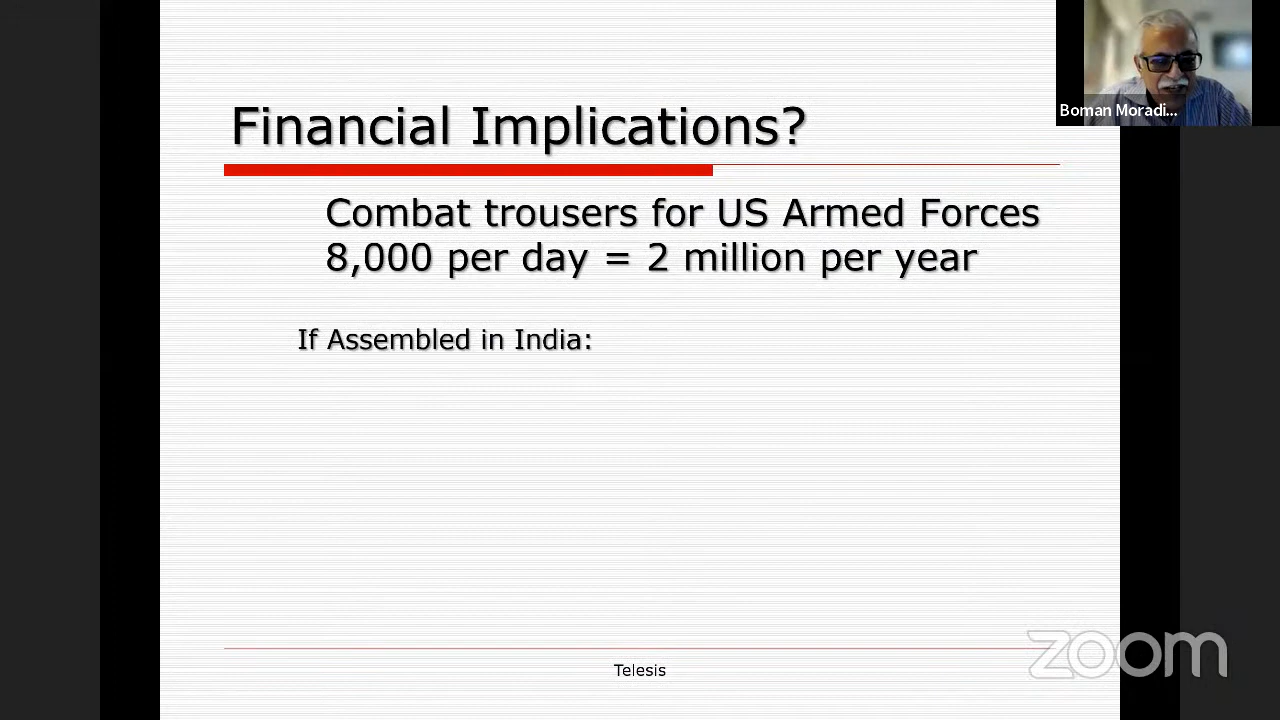 Boman Moradi...
Financial Implications?
Combat trousers for US Armed Forces
8,000 per day = 2 million per year
If Assembled in India:
Telesis
zoom